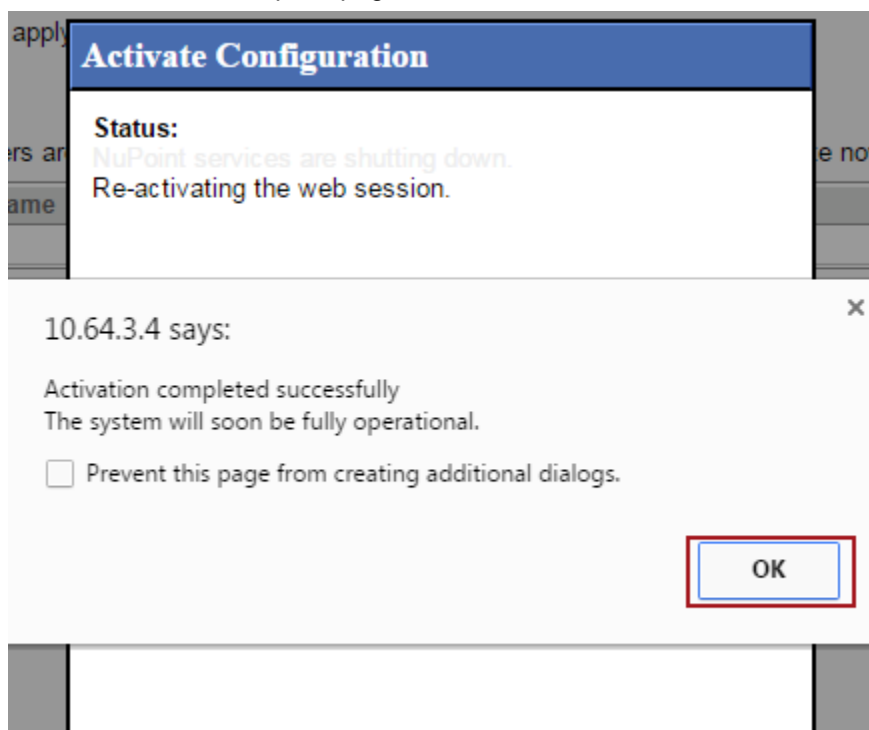 apply
Activate Configuration
Status:
ers are
NuPoint services are shutting down.
e no
Re-activating the web session.
ame
×
10.64.3.4 says:
Activation completed successfully
The system will soon be fully operational.
Prevent this page from creating additional dialogs.
OK